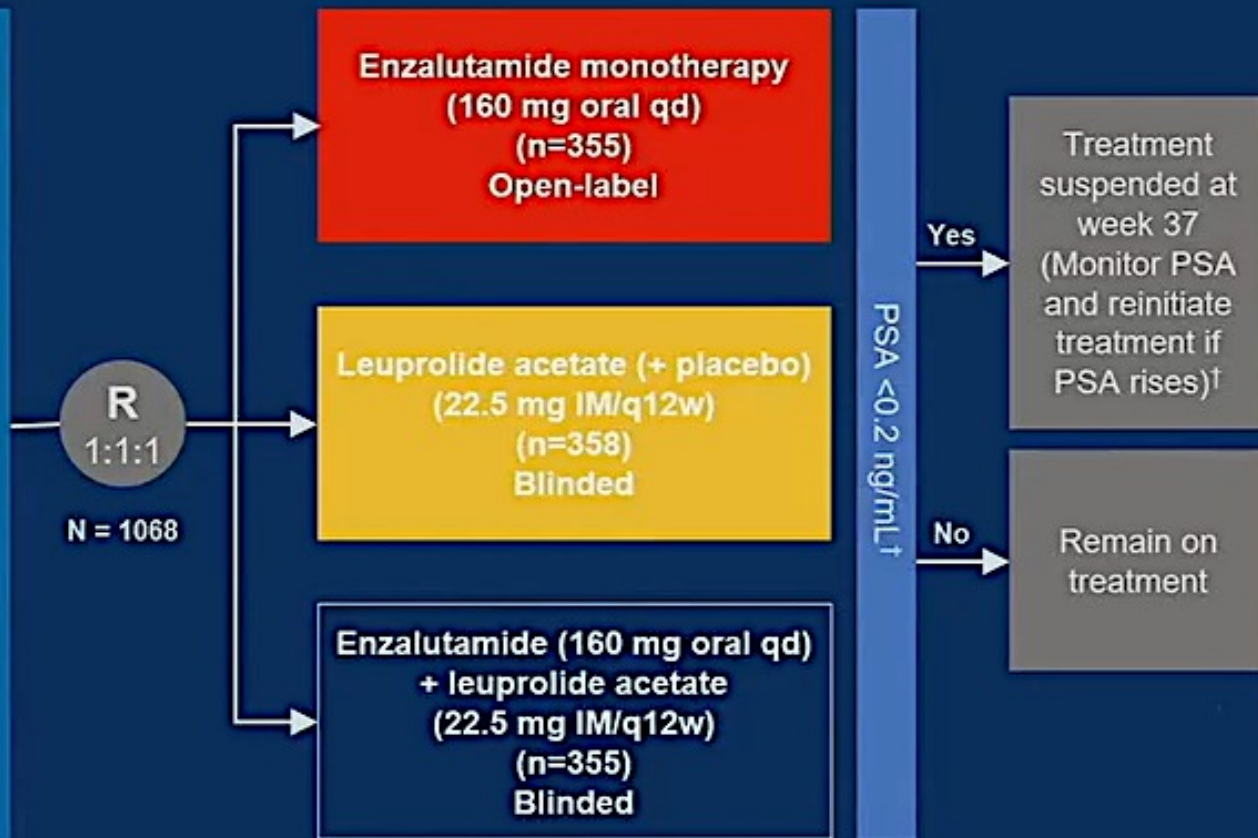 Enzalutamide monotherapy
(160 mg oral qd)
(n=355)
Open-label
R
1:1:1
N = 1068
Leuprolide acetate (+ placebo)
(22.5 mg IM/q12w)
(n=358)
Blinded
Enzalutamide (160 mg oral qd)
+ leuprolide acetate
(22.5 mg IM/q12w)
(n=355)
Blinded
PSA <0.2 ng/mL†
Yes
Treatment
suspended at
week 37
(Monitor PSA
and reinitiate
treatment if
PSA rises)†
No
Remain on
treatment